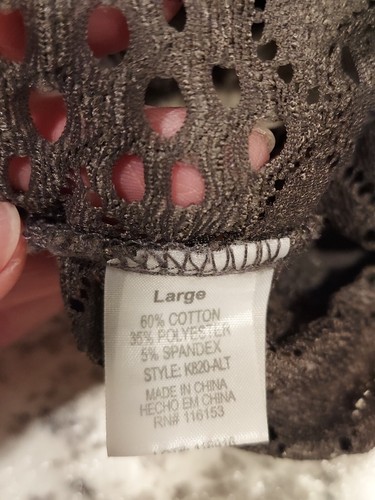 Large
60% COTTON
35% POLYESTER
5% SPANDEX
STYLE: K820-ALT
MADE IN CHINA
HECHO EM CHINA
RN# 116153